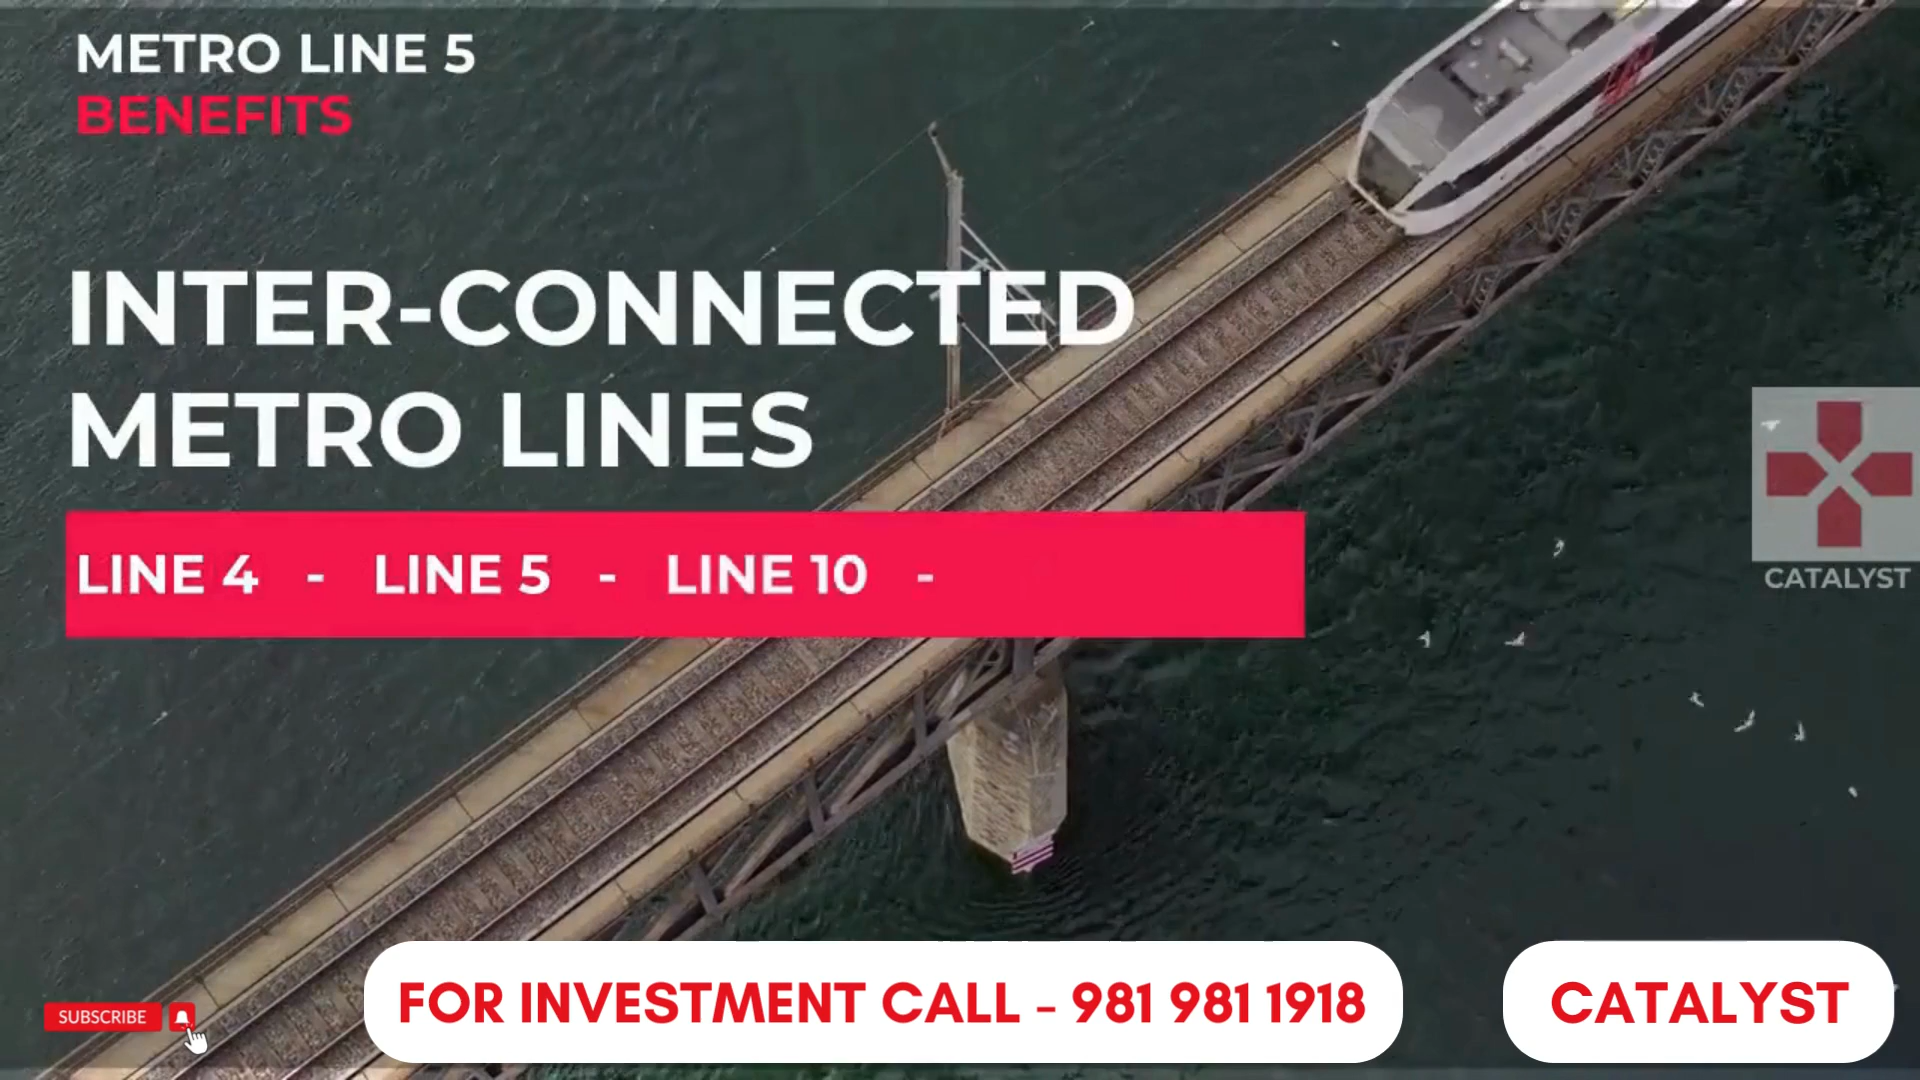 METRO LINE 5
BENEFITS
INTER-CONNECTED
METRO LINES
LINE 4 - LINE 5 - LINE 10 -
CATALYST
SUBSCRIBE
FOR INVESTMENT CALL - 981 981 1918
CATALYST